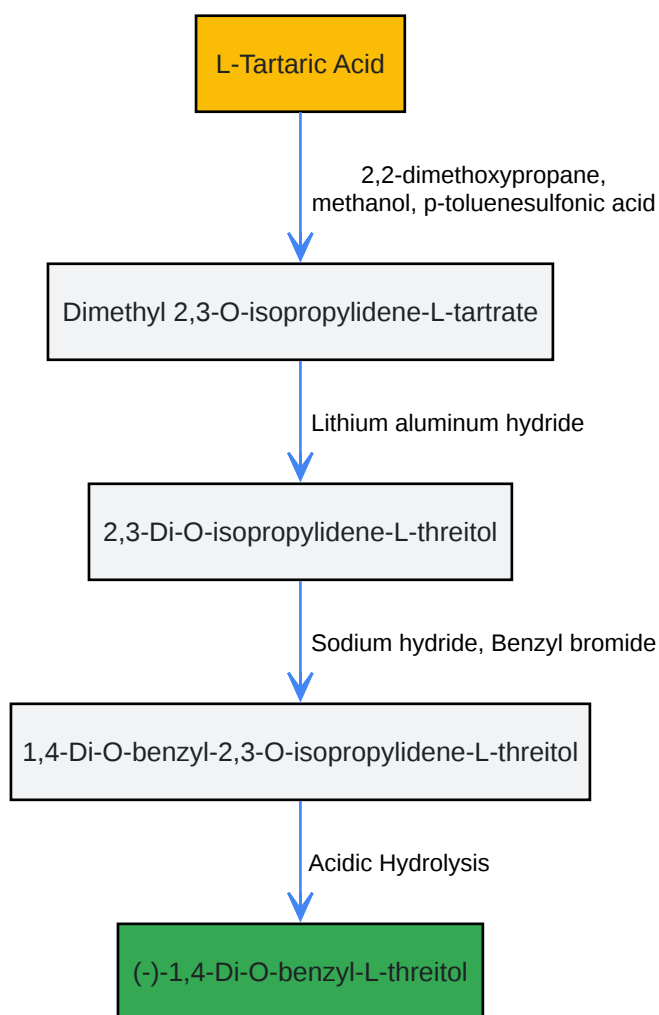 L-Tartaric Acid
2,2-dimethoxypropane,
methanol, p-toluenesulfonic acid
Dimethyl 2,3-O-isopropylidene-L-tartrate
Lithium aluminum hydride
2,3-Di-O-isopropylidene-L-threitol
Sodium hydride, Benzyl bromide
1,4-Di-O-benzyl-2,3-O-isopropylidene-L-threitol
Acidic Hydrolysis
(-)-1,4-Di-O-benzyl-L-threitol